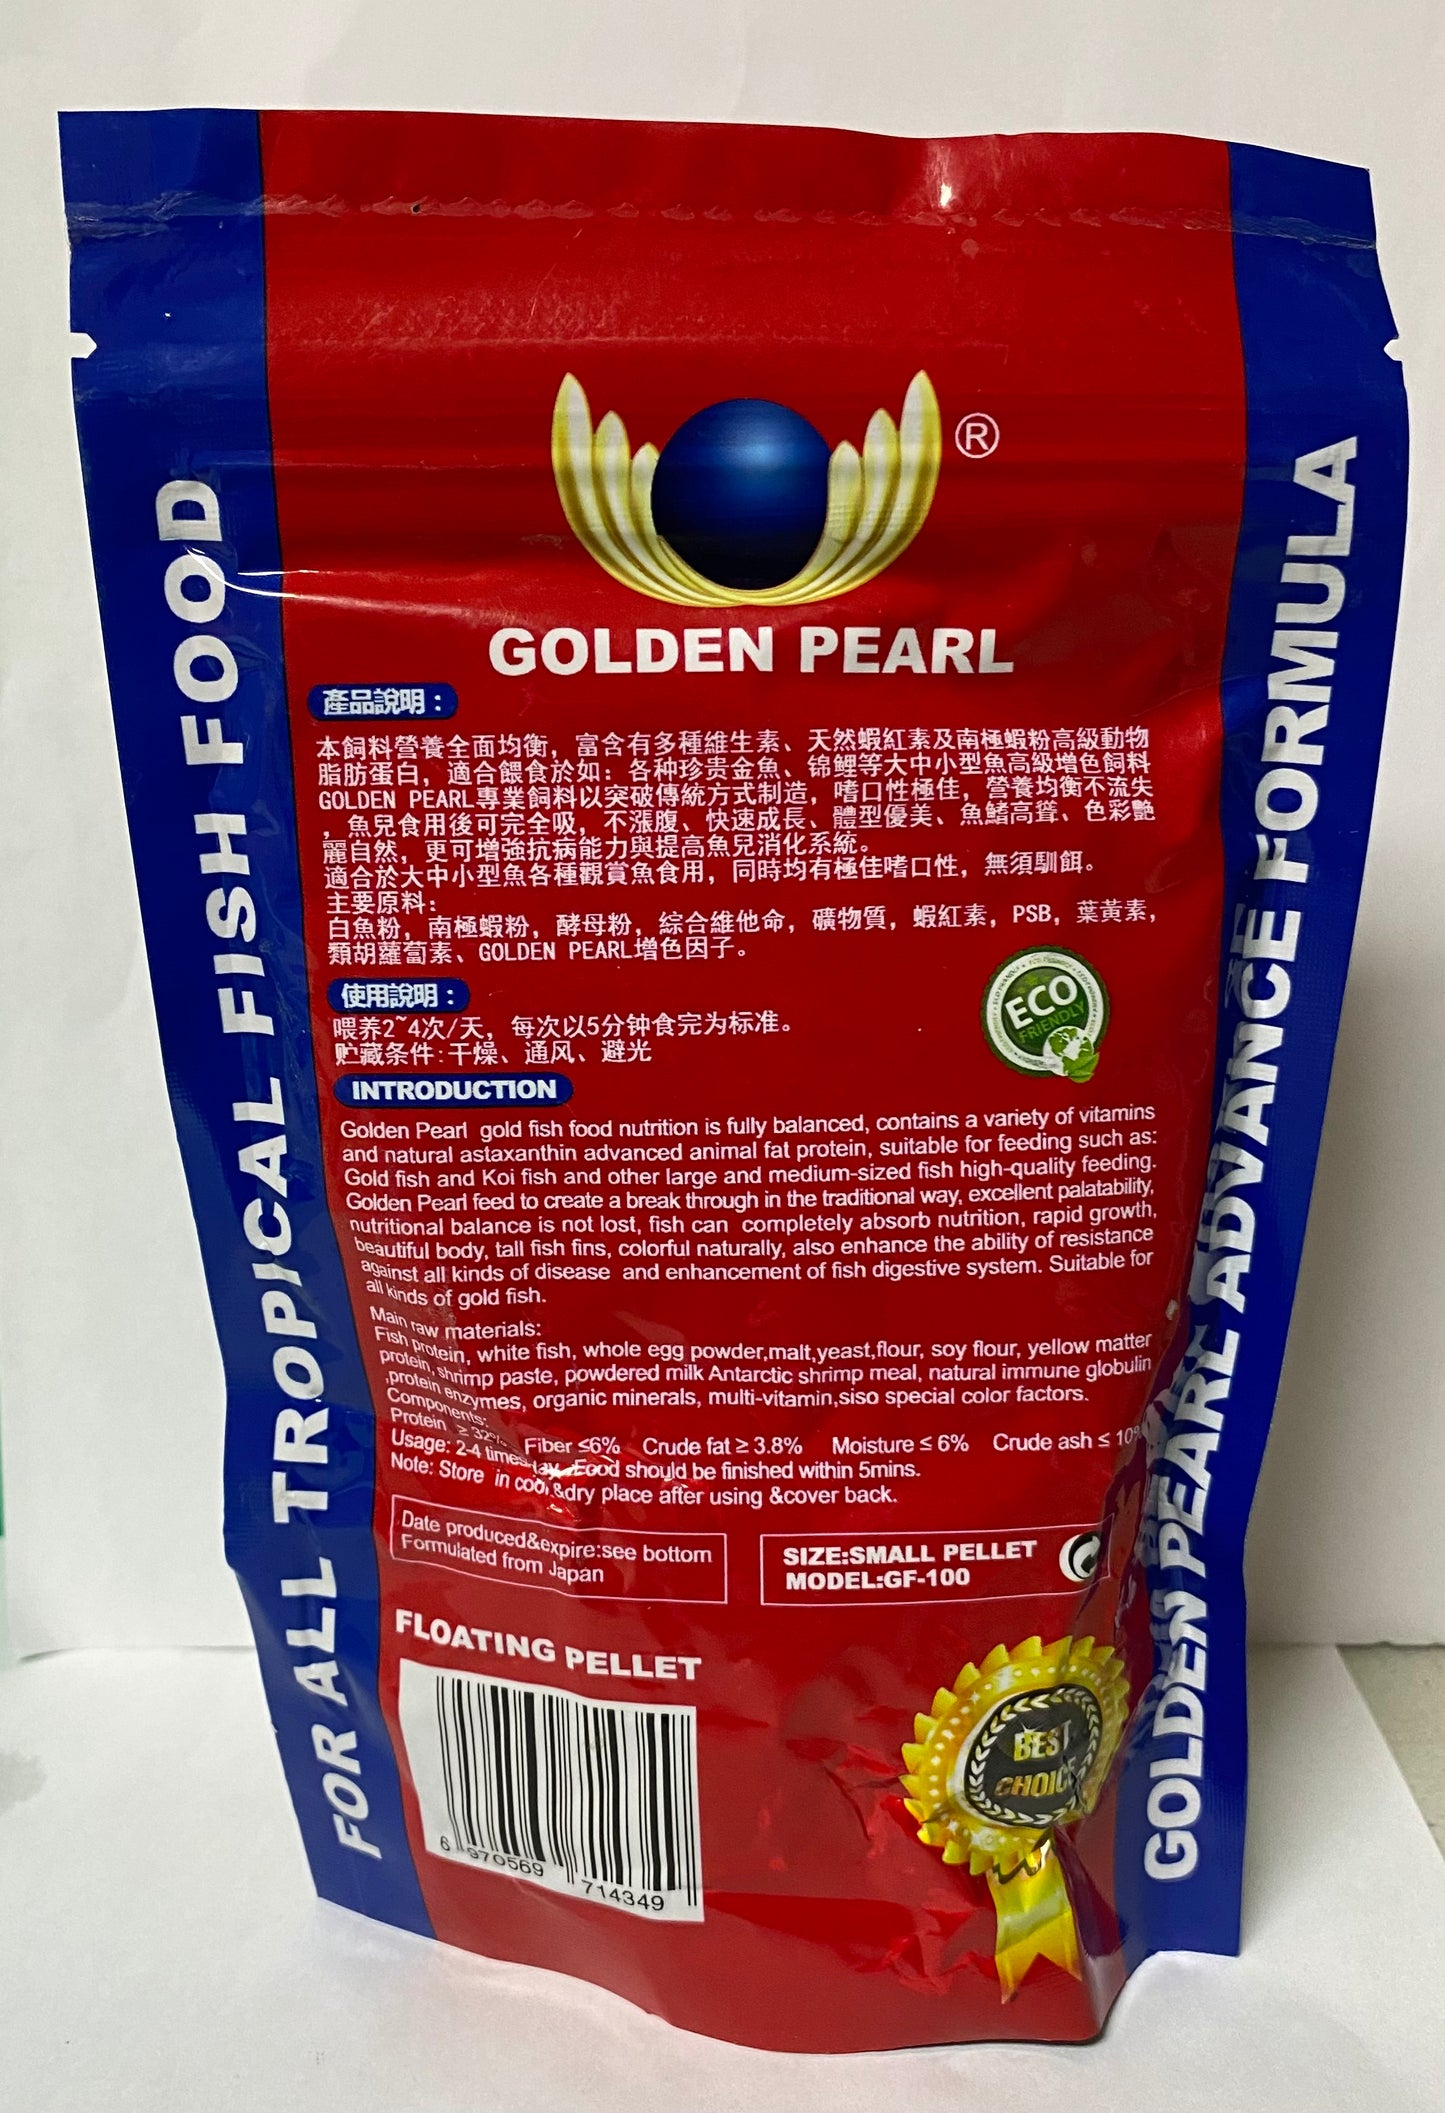 ®
GOLDEN PEARL
產品說明：
本飼料營養全面均衡，富含有多種維生素、天然蝦紅素及南極蝦粉高級動物
脂肪蛋白，適合餵食於如：各种珍贵金魚、锦鲤等大中小型魚高級增色飼料
GOLDEN PEARL專業飼料以突破傳統方式制造，嗜口性極佳，營養均衡不流失
，魚兒食用後可完全吸，不漲腹、快速成長、體型優美、魚鰭高聳、色彩艷
麗自然，更可增強抗病能力與提高魚兒消化系統。
適合於大中小型魚各種觀賞魚食用，同時均有極佳嗜口性，無須馴餌。
主要原料：
白魚粉，南極蝦粉，酵母粉，綜合維他命，礦物質，蝦紅素，PSB，葉黃素，
類胡蘿蔔素、GOLDEN PEARL增色因子。
使用說明：
喂养2~4次/天，每次以5分钟食完为标准。
贮藏条件:干燥、通风、避光
ECO
FRIENDLY
INTRODUCTION
Golden Pearl gold fish food nutrition is fully balanced, contains a variety of vitamins
and natural astaxanthin advanced animal fat protein, suitable for feeding such as:
Gold fish and Koi fish and other large and medium-sized fish high-quality feeding.
Golden Pearl feed to create a break through in the traditional way, excellent palatability,
nutritional balance is not lost, fish can completely absorb nutrition, rapid growth,
beautiful body, tall fish fins, colorful naturally, also enhance the ability of resistance
against all kinds of disease and enhancement of fish digestive system. Suitable for
all kinds of gold fish.
Main raw materials:
Fish protein, white fish, whole egg powder,malt,yeast,flour, soy flour, yellow matter
protein, shrimp paste, powdered milk Antarctic shrimp meal, natural immune globulin
,protein enzymes, organic minerals, multi-vitamin,siso special color factors.
Components:
Protein ≥ 32% Fiber ≤6% Crude fat ≥ 3.8% Moisture ≤ 6% Crude ash ≤ 10%
Usage: 2-4 times Food should be finished within 5mins.
Note: Store in cool &dry place after using &cover back.
Date produced&expire:see bottom
Formulated from Japan
SIZE:SMALL PELLET
MODEL:GF-100
FLOATING PELLET
6 970569 714349
BEST
CHOICE
FOR ALL TROPICAL FISH FOOD
GOLDEN PEARL ADVANCE FORMULA